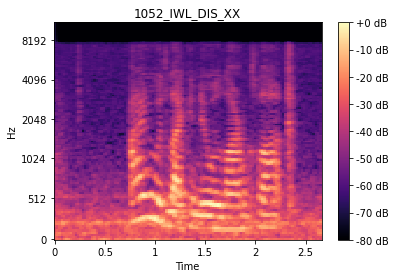 1052_IWL_DIS_XX
+0 dB
8192
-10 dB
4096
-20 dB
-30 dB
2048
Hz
-40 dB
1024
-50 dB
512
-60 dB
-70 dB
0
-80 dB
0 0.5 1 1.5 2 2.5
Time